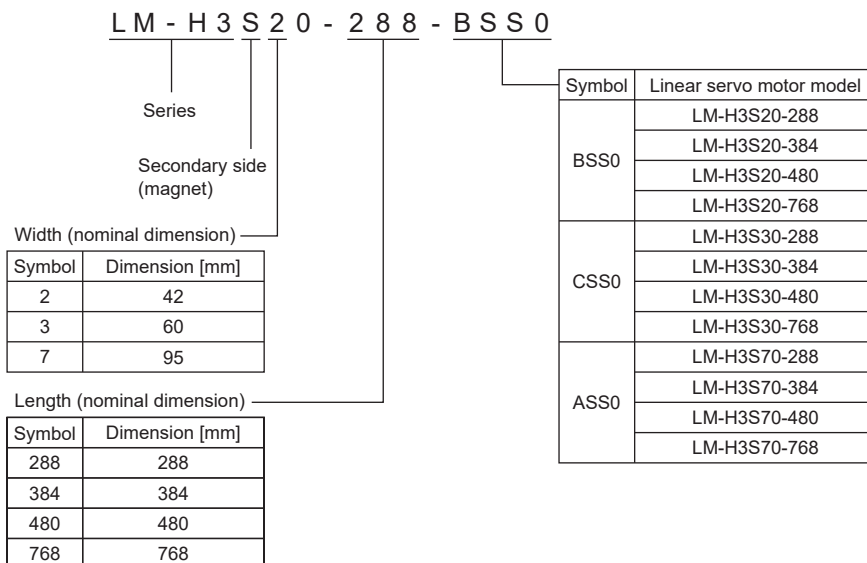 LM-H3S20-288-BSS0
Series
Secondary side
(magnet)
Width (nominal dimension)
Symbol Dimension [mm]
2 42
3 60
7 95
Length (nominal dimension)
Symbol Dimension [mm]
288 288
384 384
480 480
768 768
Symbol Linear servo motor model
BSS0
LM-H3S20-288
LM-H3S20-384
LM-H3S20-480
LM-H3S20-768
CSS0
LM-H3S30-288
LM-H3S30-384
LM-H3S30-480
LM-H3S30-768
ASS0
LM-H3S70-288
LM-H3S70-384
LM-H3S70-480
LM-H3S70-768